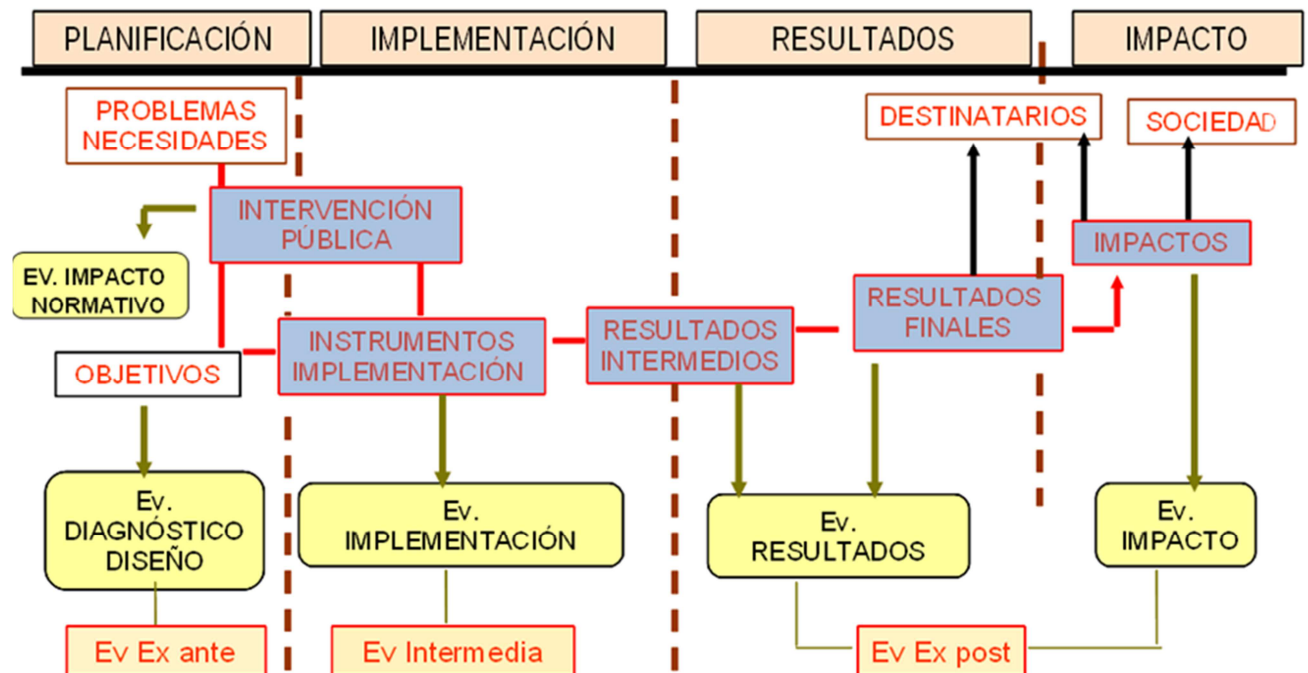 PLANIFICACIÓN
IMPLEMENTACIÓN
RESULTADOS
IMPACTO
PROBLEMAS
NECESIDADES
DESTINATARIOS
SOCIEDAD
INTERVENCIÓN
PÚBLICA
IMPACTOS
EV. IMPACTO
NORMATIVO
RESULTADOS
FINALES
INSTRUMENTOS
IMPLEMENTACIÓN
RESULTADOS
INTERMEDIOS
OBJETIVOS
Ev.
DIAGNÓSTICO
DISEÑO
Ev.
IMPLEMENTACIÓN
Ev.
RESULTADOS
Ev.
IMPACTO
Ev Ex ante
Ev Intermedia
Ev Ex post